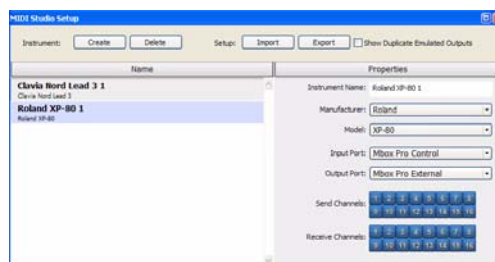 MIDI Studio Setup
Instrument: Create Delete Setup: Import Export Show Duplicate Emulated Outputs
Name Properties
Clavia Nord Lead 3 1
Clavia Nord Lead 3
Roland XP-80 1
Roland XP-80
Instrument Name: Roland XP-80 1
Manufacturer: Roland
Model: XP-80
Input Port: Mbox Pro Control
Output Port: Mbox Pro External
Send Channels: 1 2 3 4 5 6 7 8
9 10 11 12 13 14 15 16
Receive Channels: 1 2 3 4 5 6 7 8
9 10 11 12 13 14 15 16